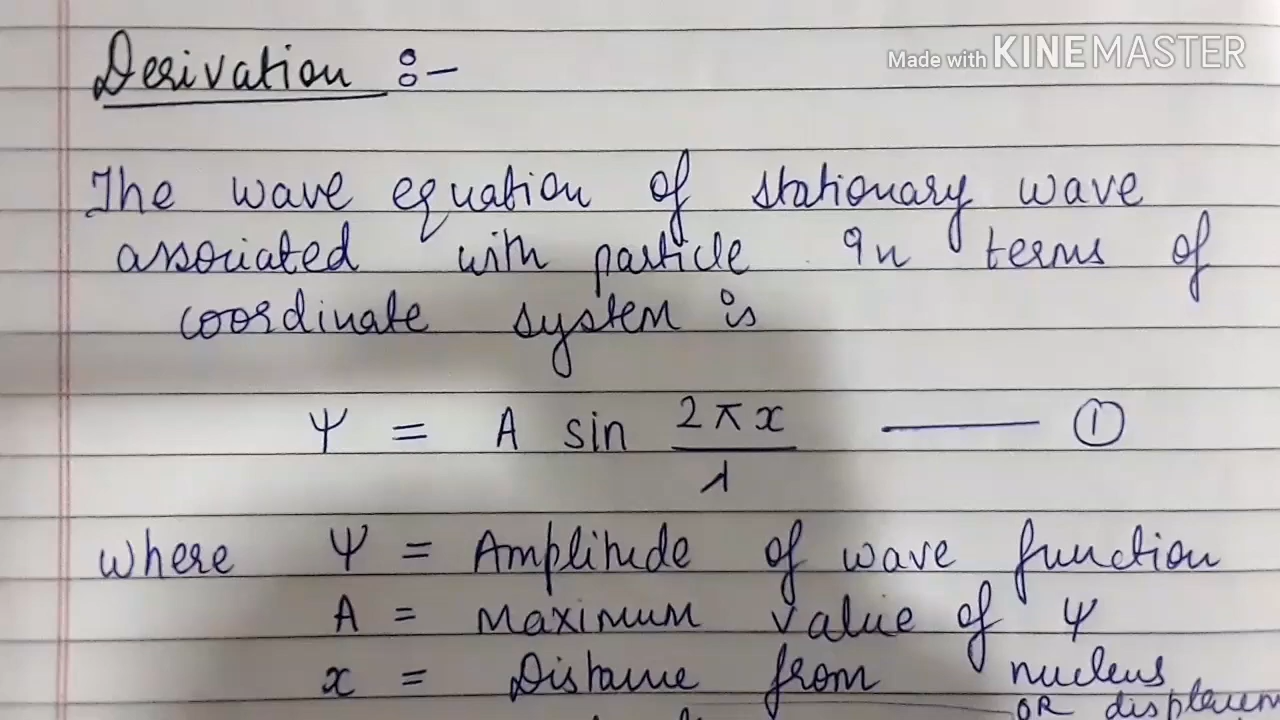 Derivation :-
Made with KINEMASTER
The wave equation of stationary wave
associated with particle in terms of
coordinate system is
Ψ = A sin 2πx/λ ——— ①
where Ψ = Amplitude of wave function
A = Maximum value of Ψ
x = Distance from nucleus
OR displacem